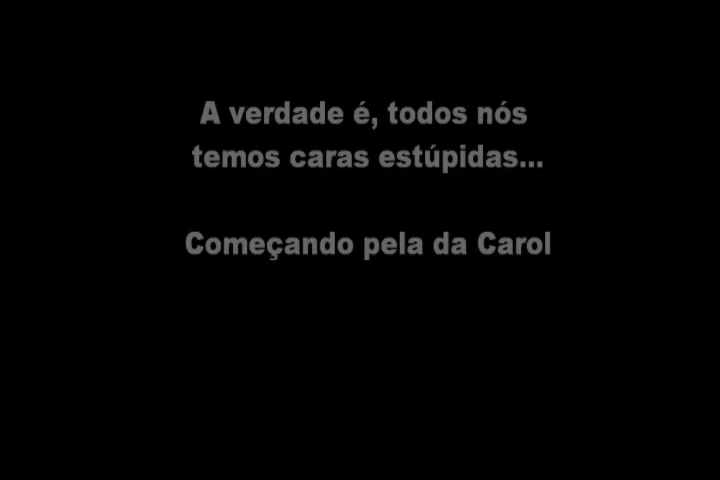 A verdade é, todos nós
temos caras estúpidas...
Começando pela da Carol